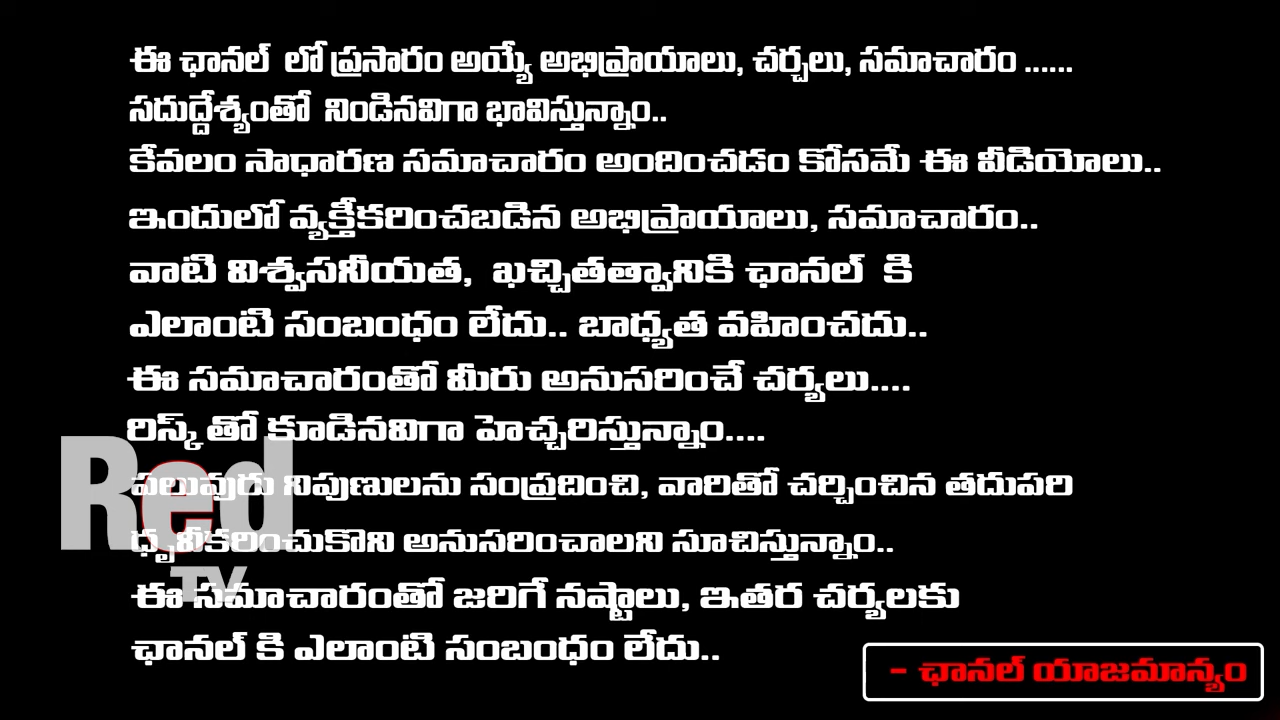 ఈ ఛానల్ లో ప్రసారం అయ్యే అభిప్రాయాలు, చర్చలు, సమాచారం ......
సదుద్దేశ్యంతో నిండినవిగా భావిస్తున్నాం..
కేవలం సాధారణ సమాచారం అందించడం కోసమే ఈ వీడియోలు..
ఇందులో వ్యక్తీకరించబడిన అభిప్రాయాలు, సమాచారం..
వాటి విశ్వసనీయత, ఖచ్చితత్వానికి ఛానల్ కి
ఎలాంటి సంబంధం లేదు.. బాధ్యత వహించదు..
ఈ సమాచారంతో మీరు అనుసరించే చర్యలు....
రిస్క్ తో కూడినవిగా హెచ్చరిస్తున్నాం....
పలువురు నిపుణులను సంప్రదించి, వారితో చర్చించిన తదుపరి
ధృవీకరించుకొని అనుసరించాలని సూచిస్తున్నాం..
ఈ సమాచారంతో జరిగే నష్టాలు, ఇతర చర్యలకు
ఛానల్ కి ఎలాంటి సంబంధం లేదు..
- ఛానల్ యాజమాన్యం
Red
TV